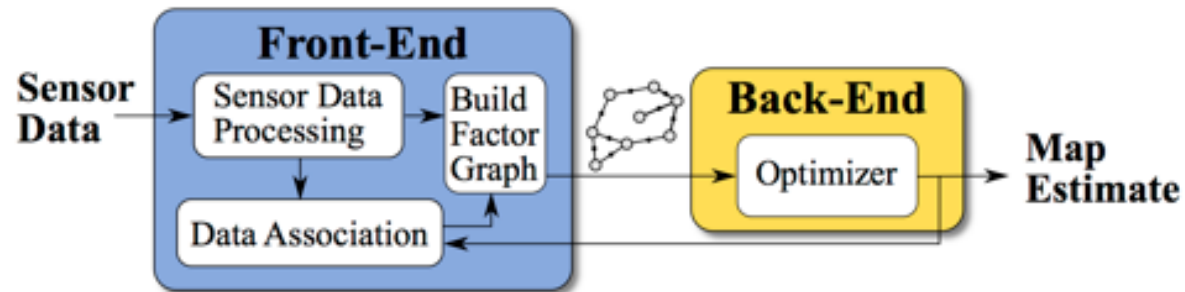 Front-End
Sensor
Data
Sensor Data
Processing
Build
Factor
Graph
Data Association
Back-End
Optimizer
Map
Estimate